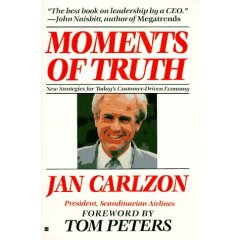 "The best book on leadership by a CEO."
—John Naisbitt, author of Megatrends
MOMENTS
OF TRUTH
New Strategies for Today's Customer-Driven Economy
JAN CARLZON
President, Scandinavian Airlines
FOREWORD BY
TOM PETERS